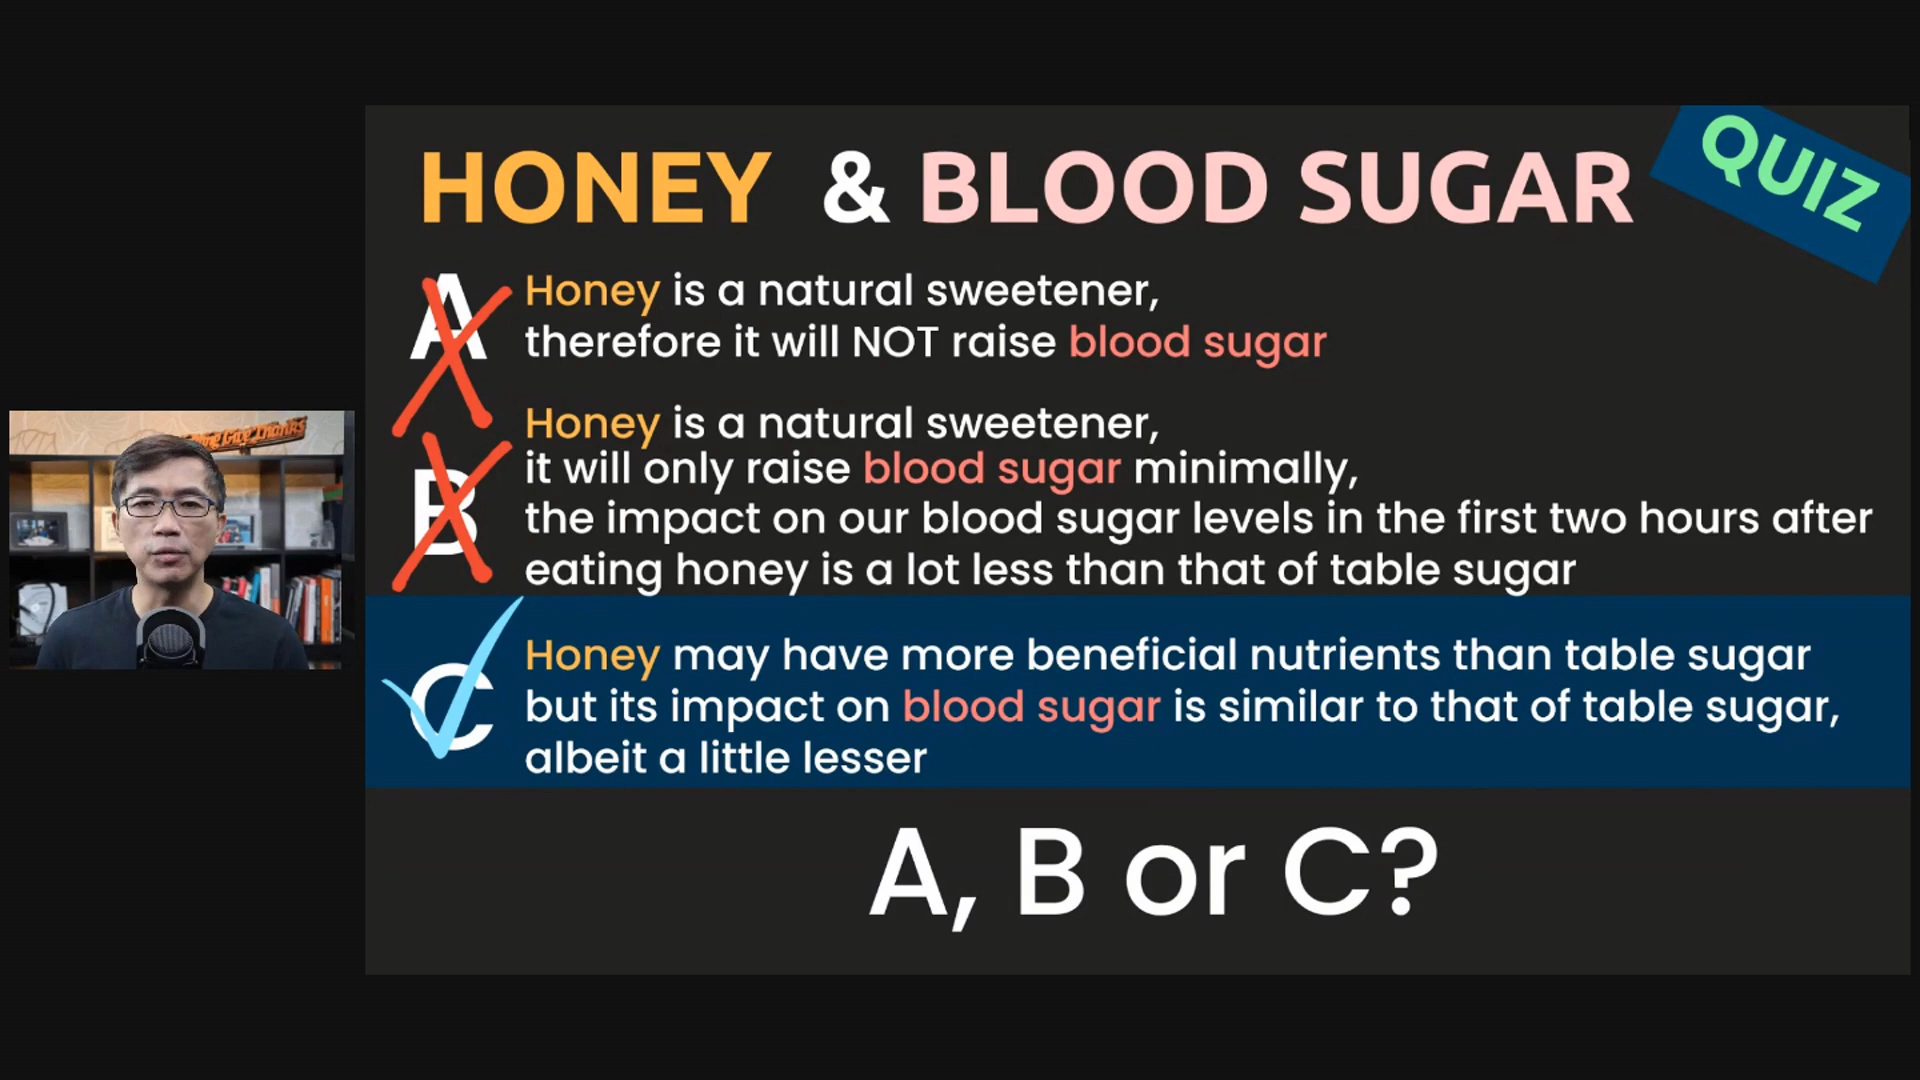 HONEY & BLOOD SUGAR
QUIZ
A
Honey is a natural sweetener,
therefore it will NOT raise blood sugar
B
Honey is a natural sweetener,
it will only raise blood sugar minimally,
the impact on our blood sugar levels in the first two hours after
eating honey is a lot less than that of table sugar
C
Honey may have more beneficial nutrients than table sugar
but its impact on blood sugar is similar to that of table sugar,
albeit a little lesser
A, B or C?
Give Thanks